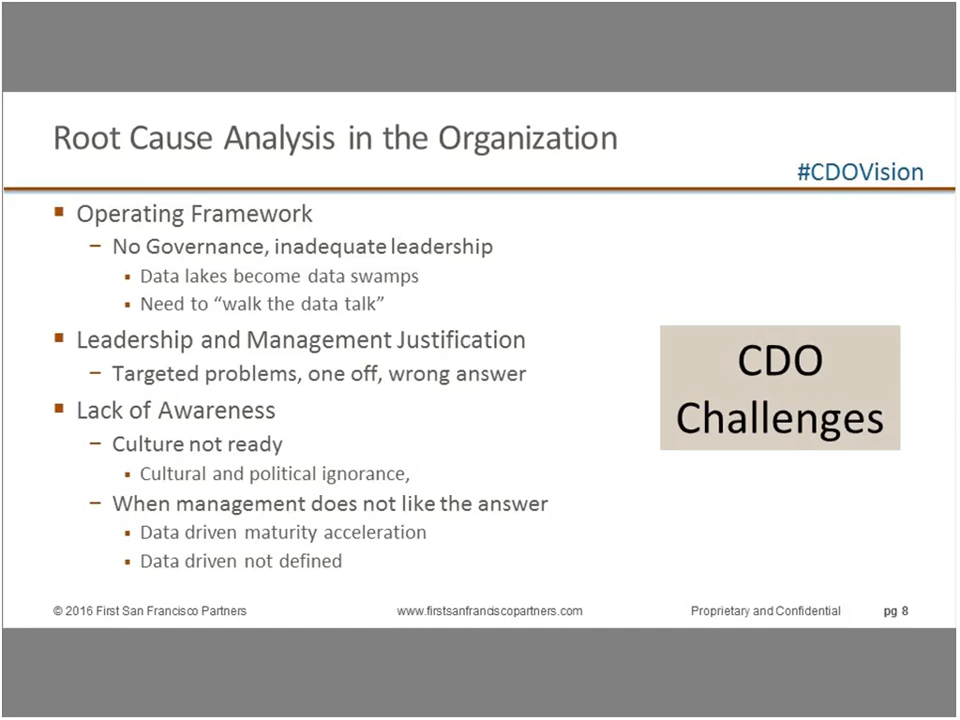 Root Cause Analysis in the Organization
#CDOVision
▪ Operating Framework
– No Governance, inadequate leadership
▪ Data lakes become data swamps
▪ Need to “walk the data talk”
▪ Leadership and Management Justification
– Targeted problems, one off, wrong answer
▪ Lack of Awareness
– Culture not ready
▪ Cultural and political ignorance,
– When management does not like the answer
▪ Data driven maturity acceleration
▪ Data driven not defined
CDO
Challenges
© 2016 First San Francisco Partners www.firstsanfranciscopartners.com Proprietary and Confidential pg 8